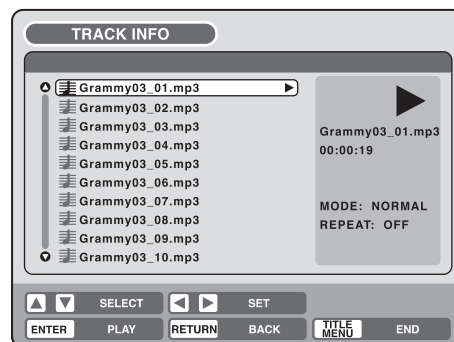 TRACK INFO
Grammy03_01.mp3
Grammy03_02.mp3
Grammy03_03.mp3
Grammy03_04.mp3
Grammy03_05.mp3
Grammy03_06.mp3
Grammy03_07.mp3
Grammy03_08.mp3
Grammy03_09.mp3
Grammy03_10.mp3
Grammy03_01.mp3
00:00:19
MODE: NORMAL
REPEAT: OFF
SELECT SET
ENTER PLAY RETURN BACK TITLE MENU END